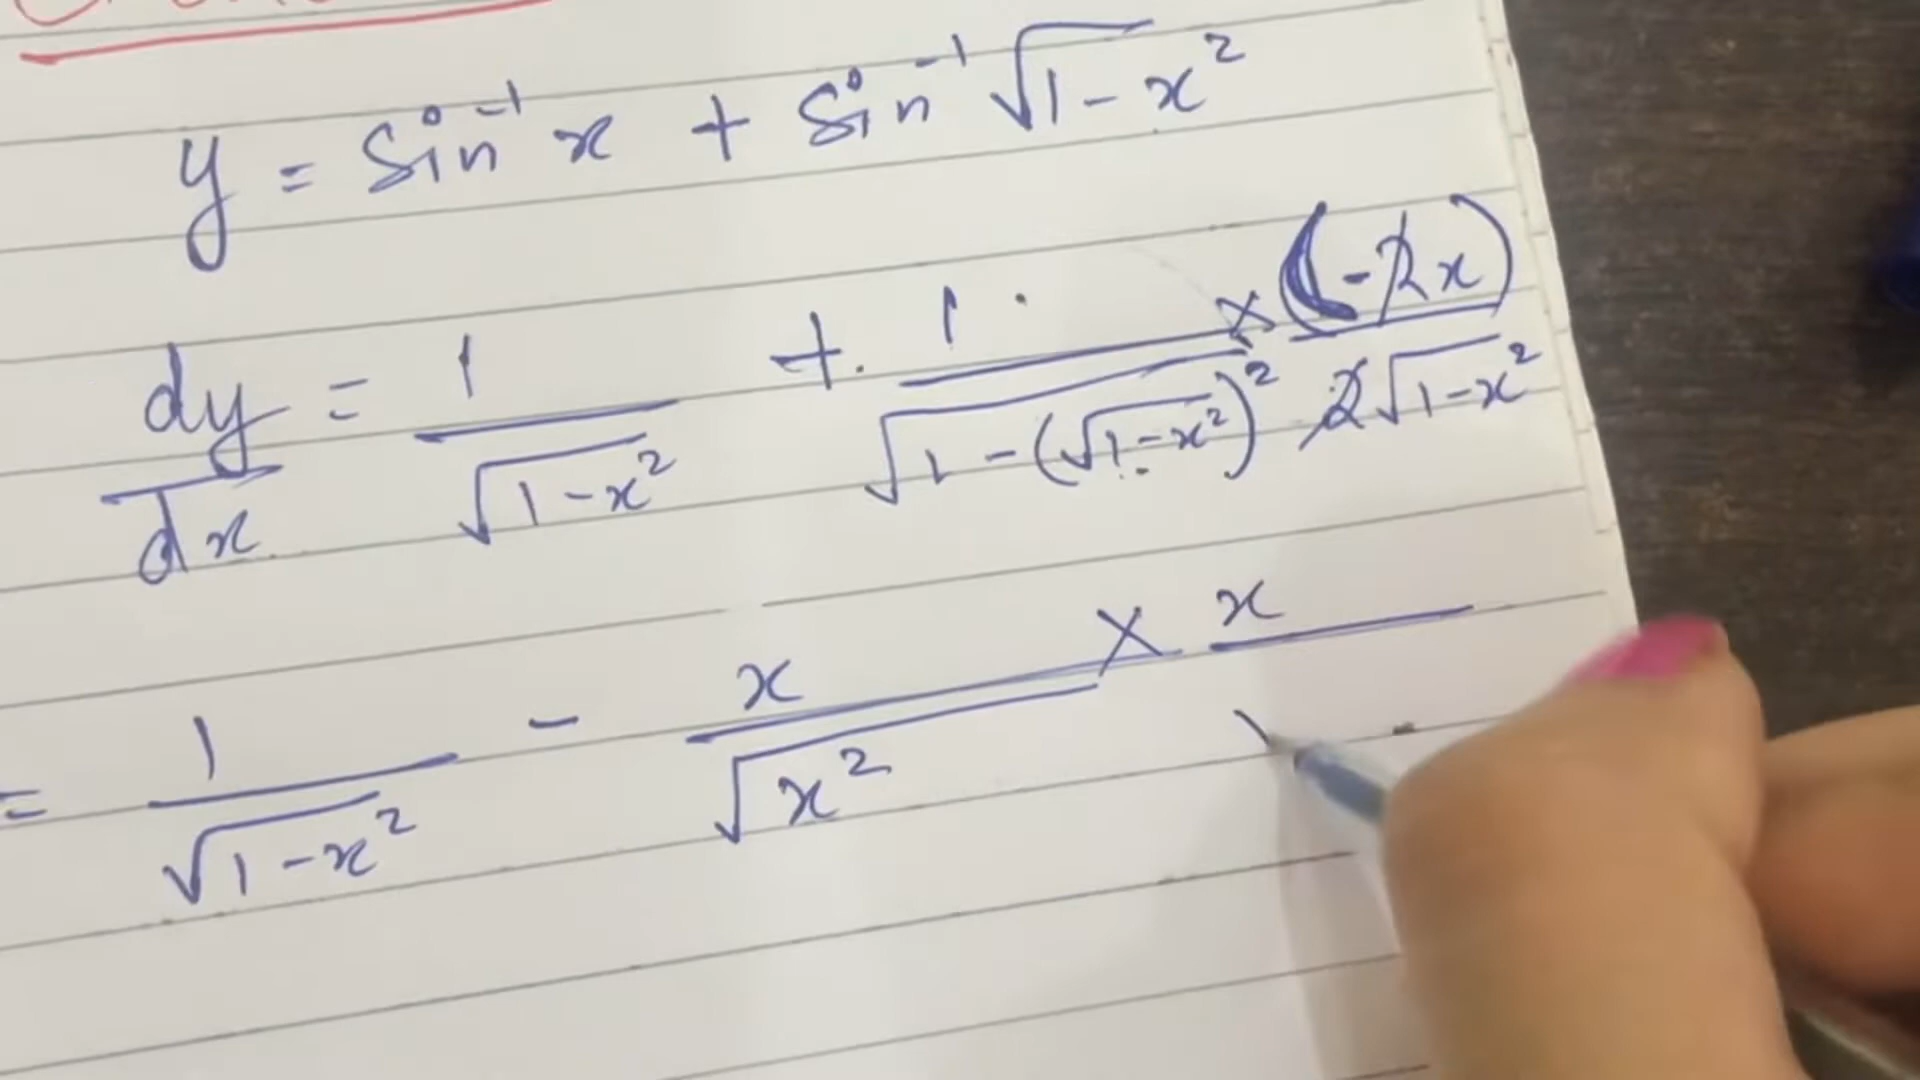 y = Sin⁻¹ x + Sin⁻¹ √1-x²
dy/dx = 1/√(1-x²) + 1/√(1-(√1-x²)²) × (-2x)/2√(1-x²)
= 1/√(1-x²) - x/√x² × x/